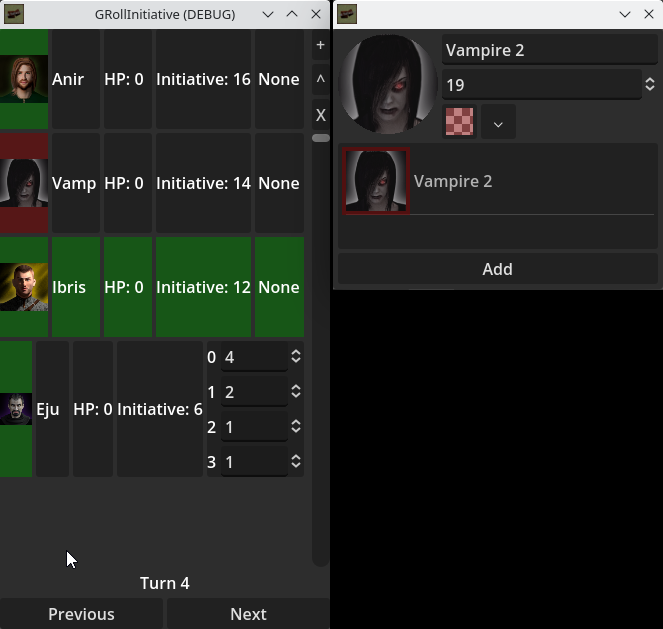 GRollInitiative (DEBUG)
+
Anir HP: 0 Initiative: 16 None
^
X
Vamp HP: 0 Initiative: 14 None
Ibris HP: 0 Initiative: 12 None
Eju HP: 0 Initiative: 6
0 4
1 2
2 1
3 1
Turn 4
Previous Next
Vampire 2
19
Vampire 2
Add